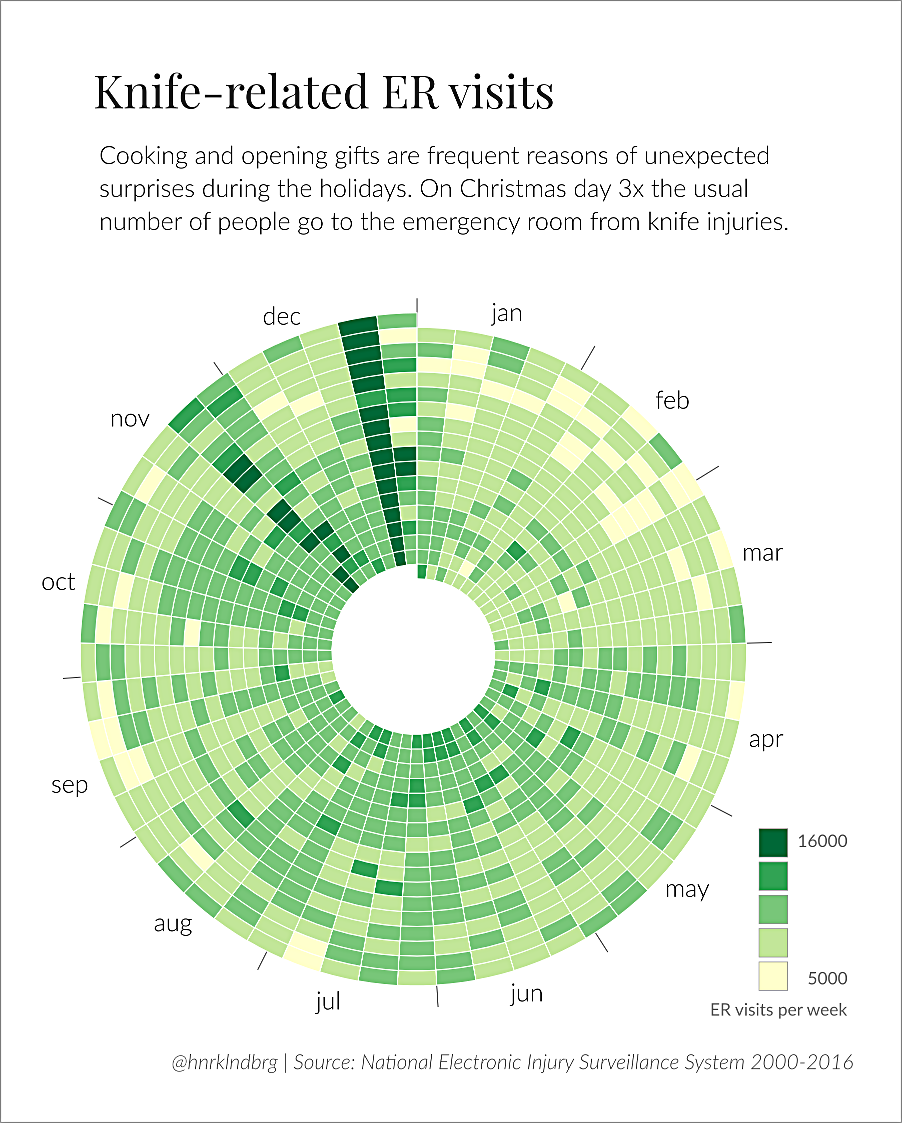 Knife-related ER visits
Cooking and opening gifts are frequent reasons of unexpected
surprises during the holidays. On Christmas day 3x the usual
number of people go to the emergency room from knife injuries.
dec
jan
nov
feb
oct
mar
sep
apr
aug
may
jul
jun
16000
5000
ER visits per week
@hnrklndbrg | Source: National Electronic Injury Surveillance System 2000-2016